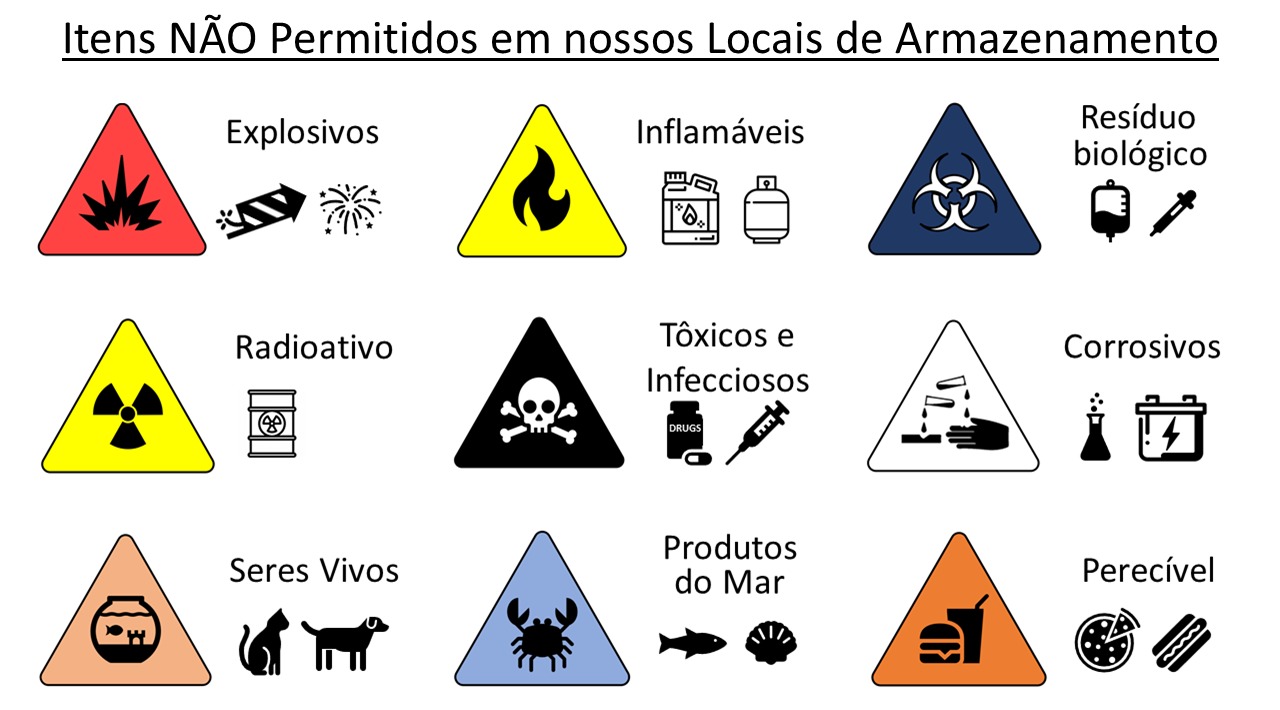 Itens NÃO Permitidos em nossos Locais de Armazenamento
Explosivos
Inflamáveis
Resíduo
biológico
Radioativo
Tôxicos e
Infecciosos
DRUGS
Corrosivos
Seres Vivos
Produtos
do Mar
Perecível